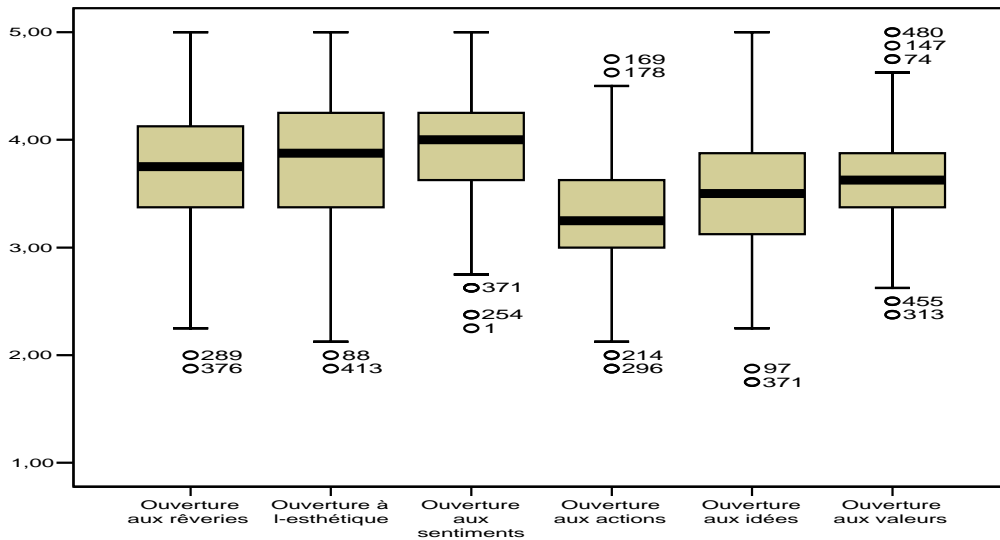 5,00
4,00
3,00
2,00
1,00
289
376
88
413
371
254
1
169
178
214
296
97
371
480
147
74
455
313
Ouverture
aux rêveries
Ouverture à
l-esthétique
Ouverture
aux
sentiments
Ouverture
aux actions
Ouverture
aux idées
Ouverture
aux valeurs